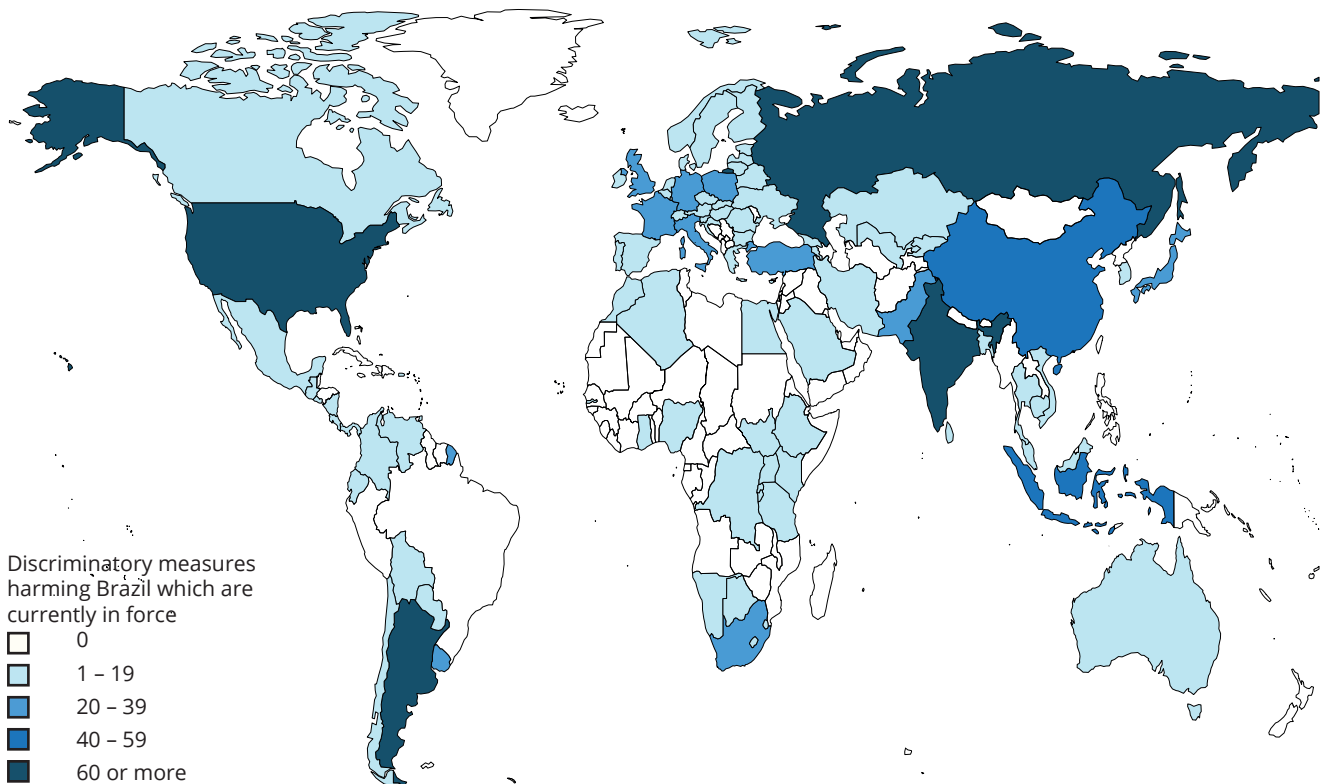 Discriminatory measures
harming Brazil which are
currently in force
0
1 – 19
20 – 39
40 – 59
60 or more